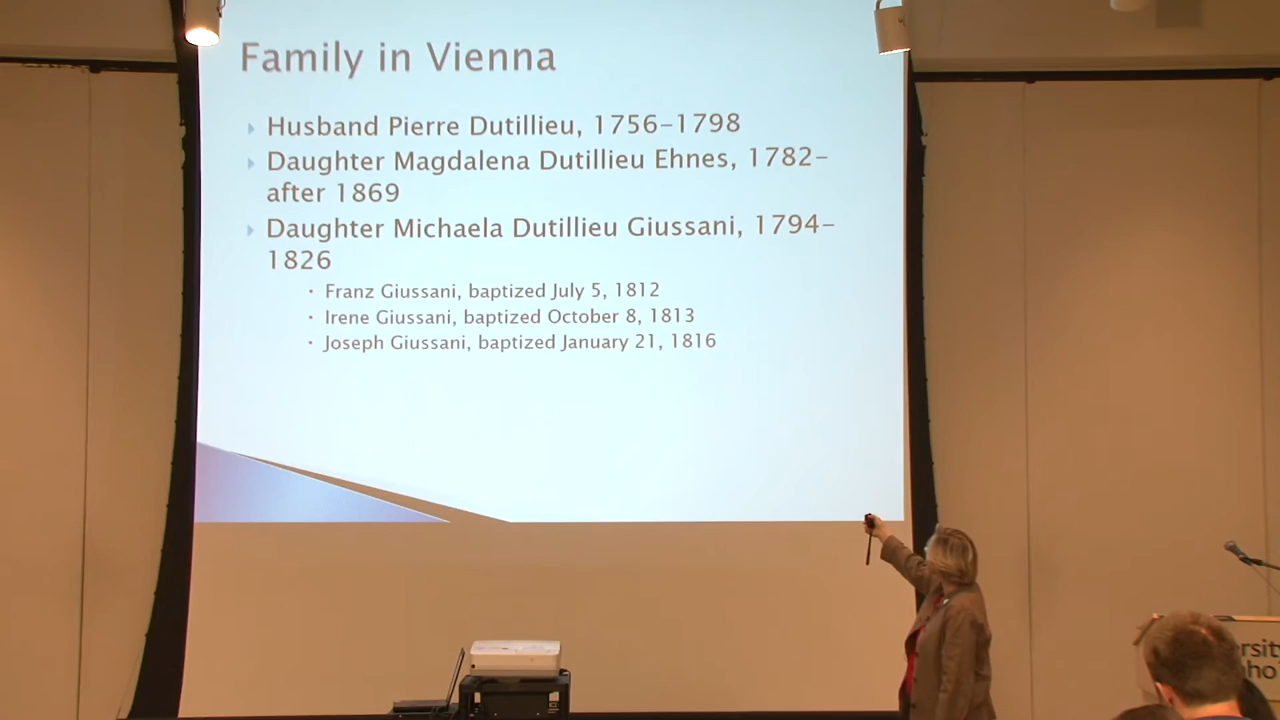 Family in Vienna
Husband Pierre Dutillieu, 1756-1798
Daughter Magdalena Dutillieu Ehnes, 1782-
after 1869
Daughter Michaela Dutillieu Giussani, 1794-
1826
· Franz Giussani, baptized July 5, 1812
· Irene Giussani, baptized October 8, 1813
· Joseph Giussani, baptized January 21, 1816